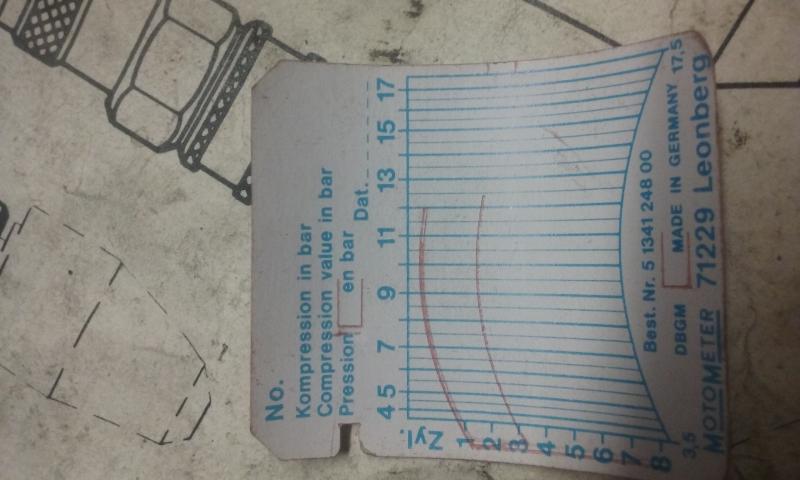 No.
Kompression in bar
Compression value in bar
Pression en bar
Dat.
4 5 7 9 11 13 15 17
Zyl.
1
2
3
4
5
6
7
8
3,5 17,5
Best. Nr. 5 1341 248 00
DBGM MADE IN GERMANY
MOTOMETER 71229 Leonberg